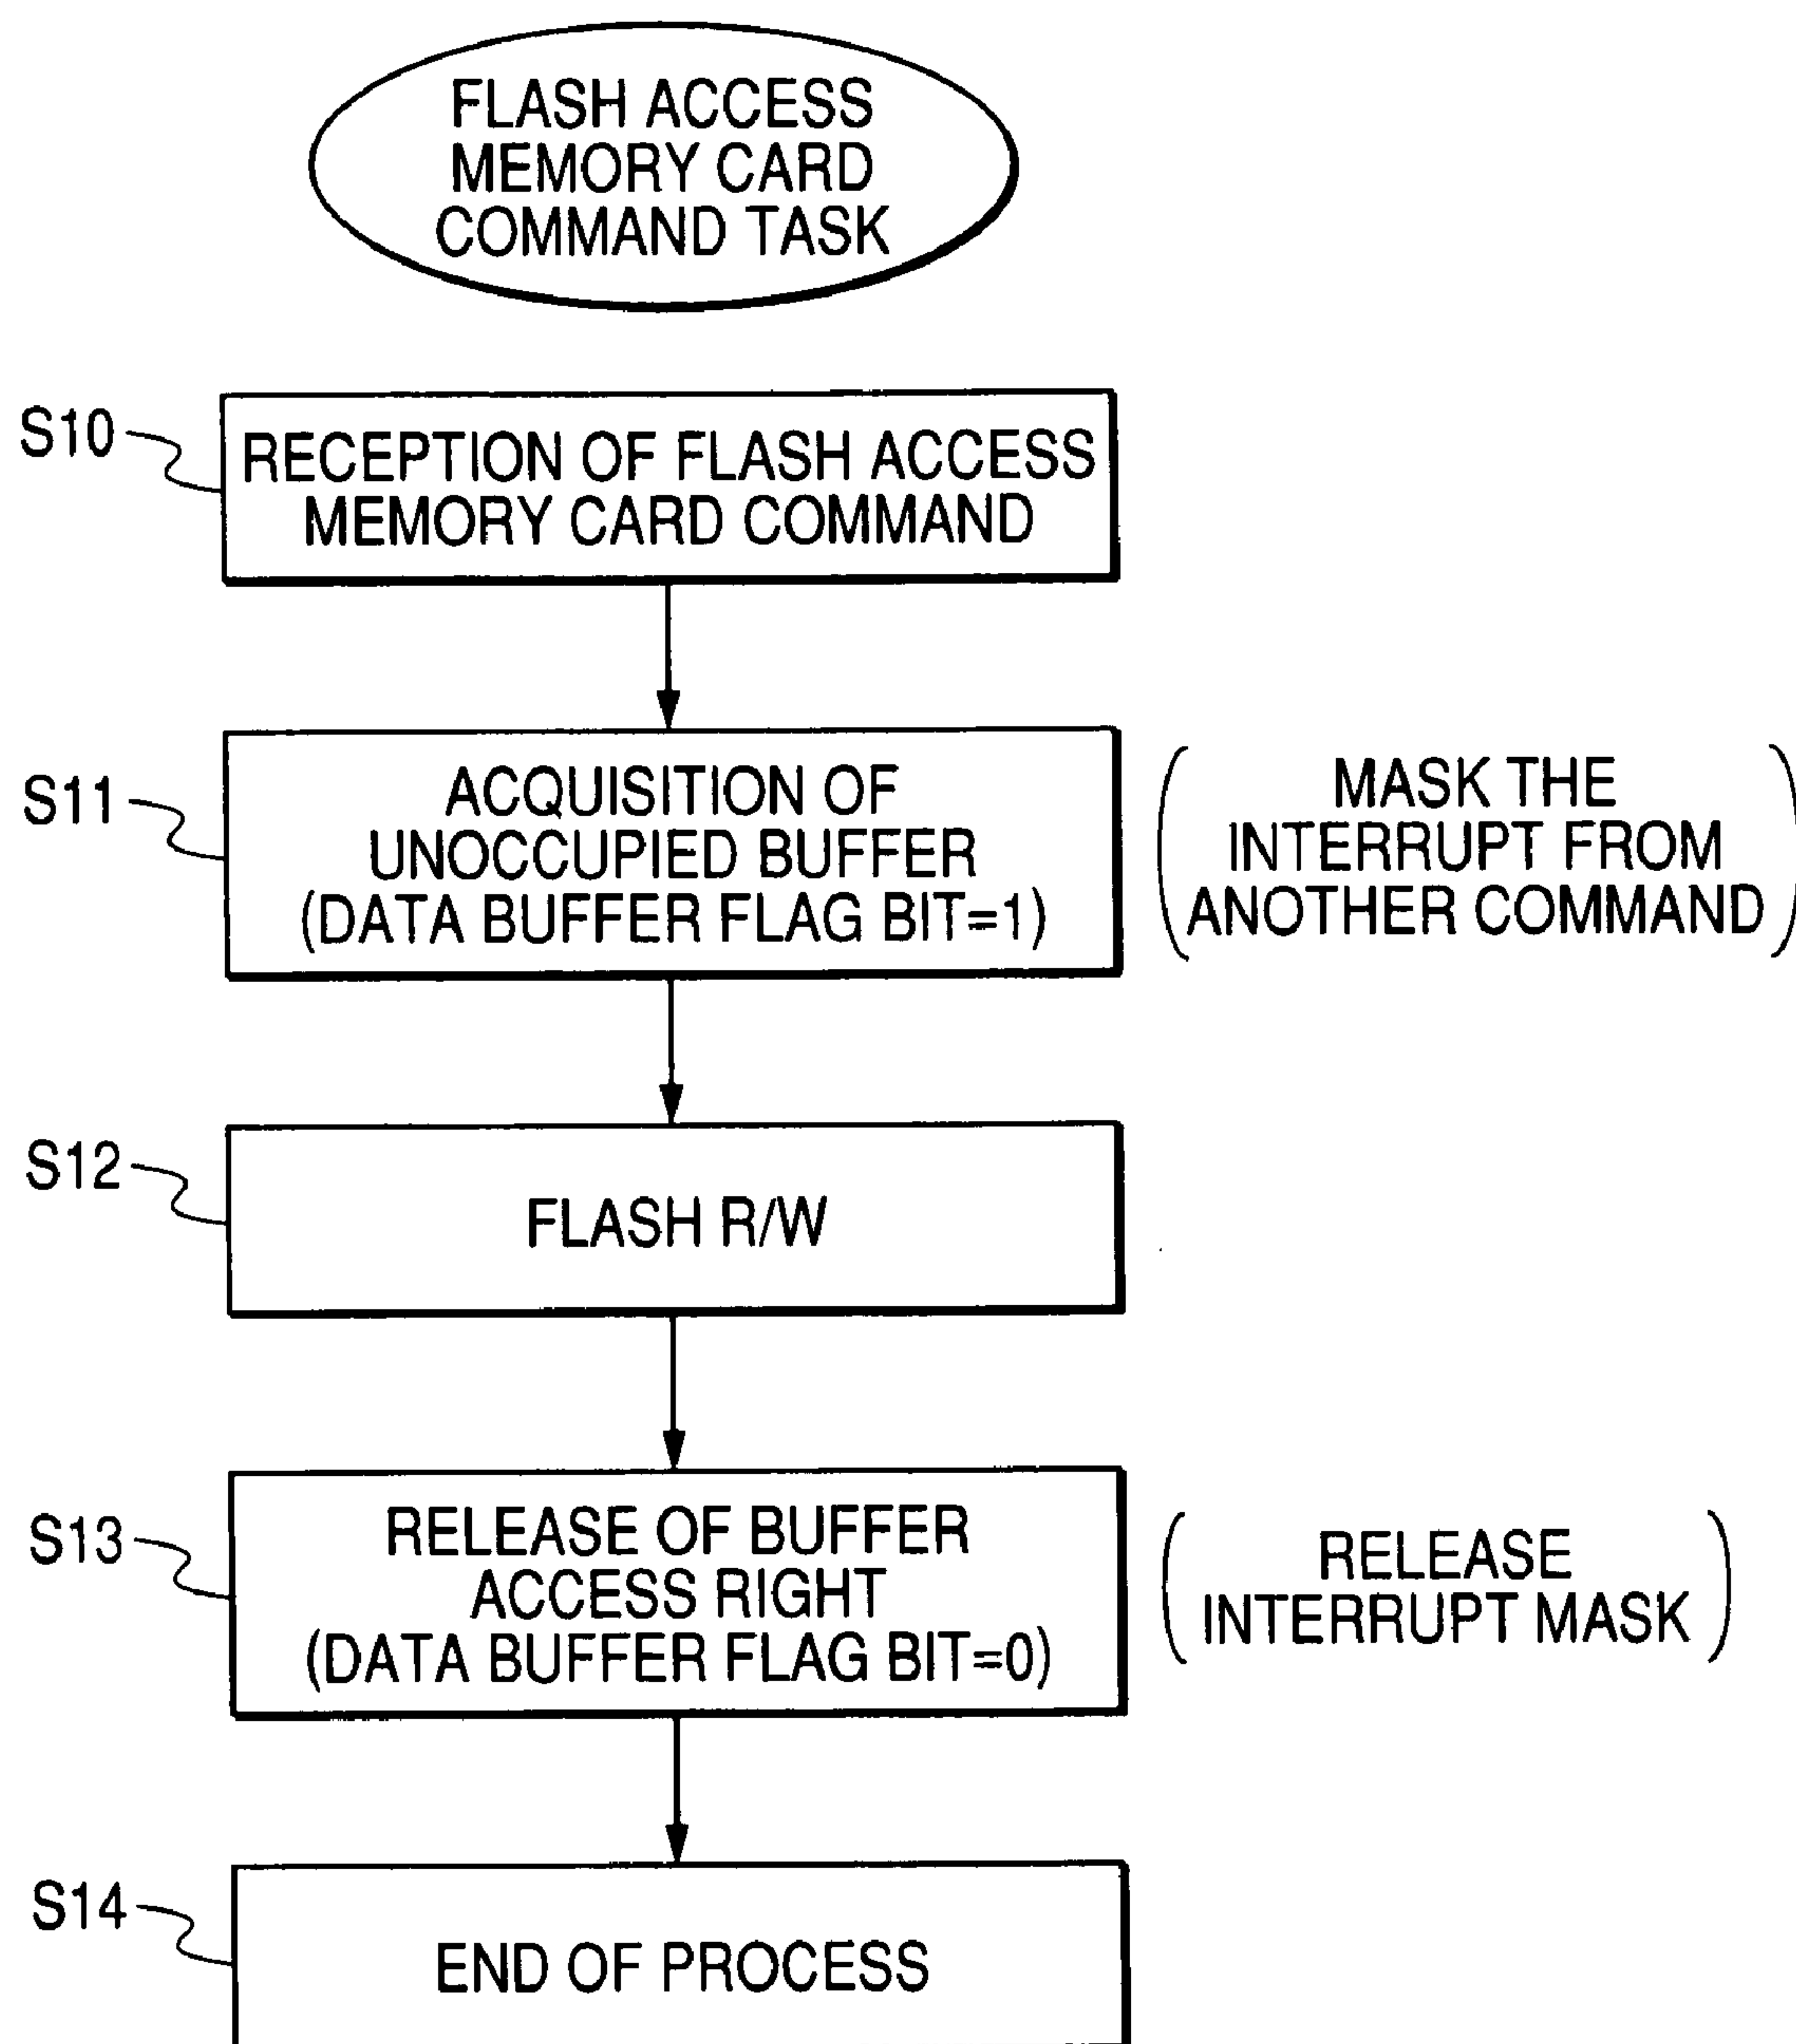 FLASH ACCESS
MEMORY CARD
COMMAND TASK
S10
RECEPTION OF FLASH ACCESS
MEMORY CARD COMMAND
S11
ACQUISITION OF
UNOCCUPIED BUFFER
(DATA BUFFER FLAG BIT=1)
MASK THE
INTERRUPT FROM
ANOTHER COMMAND
S12
FLASH R/W
S13
RELEASE OF BUFFER
ACCESS RIGHT
(DATA BUFFER FLAG BIT=0)
RELEASE
INTERRUPT MASK
S14
END OF PROCESS